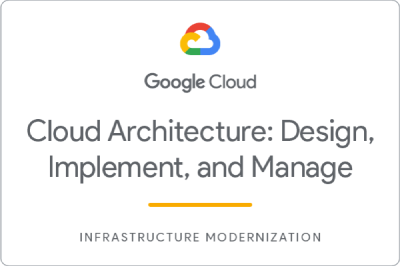 Google Cloud
Cloud Architecture: Design,
Implement, and Manage
INFRASTRUCTURE MODERNIZATION